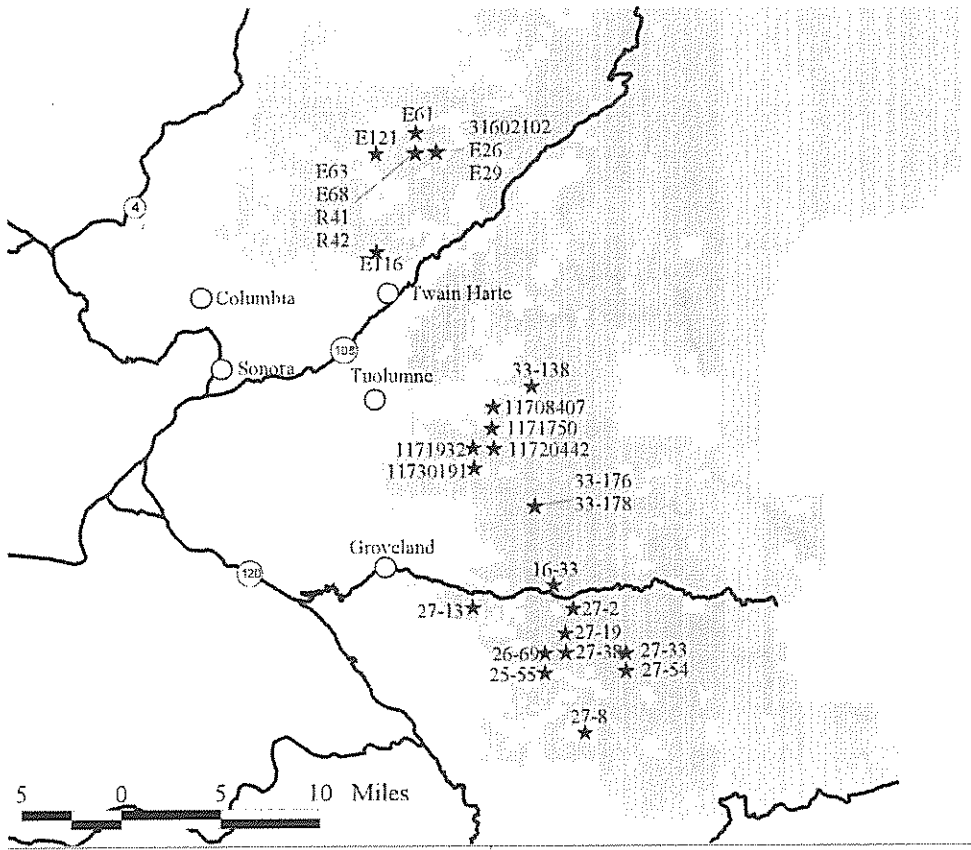 E61
31602102
E121
E26
E63
E29
E68
R41
4
R42
E116
Columbia
Twain Harte
108
Sonora
Tuolumne
33-138
11708407
1171750
1171932
11720442
11730191
33-176
33-178
Groveland
16-33
120
27-13
27-2
27-19
26-69
27-38
27-33
25-55
27-54
27-8
5 0 5 10 Miles